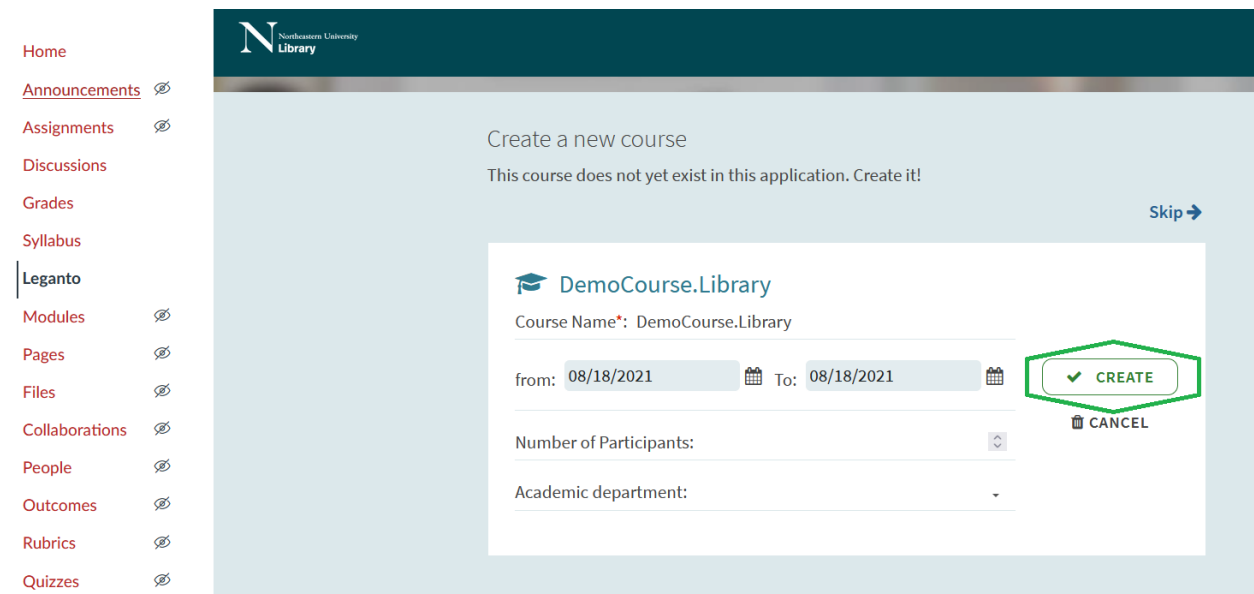 Home
Announcements
Assignments
Discussions
Grades
Syllabus
Leganto
Modules
Pages
Files
Collaborations
People
Outcomes
Rubrics
Quizzes
N Northeastern University
Library
Create a new course
This course does not yet exist in this application. Create it!
Skip
DemoCourse.Library
Course Name*: DemoCourse.Library
from: 08/18/2021 To: 08/18/2021
CREATE
CANCEL
Number of Participants:
Academic department: